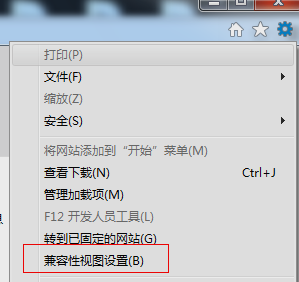 打印(P)
文件(F)
缩放(Z)
安全(S)
将网站添加到“开始”菜单(M)
查看下载(N) Ctrl+J
管理加载项(M)
F12 开发人员工具(L)
转到已固定的网站(G)
兼容性视图设置(B)
息